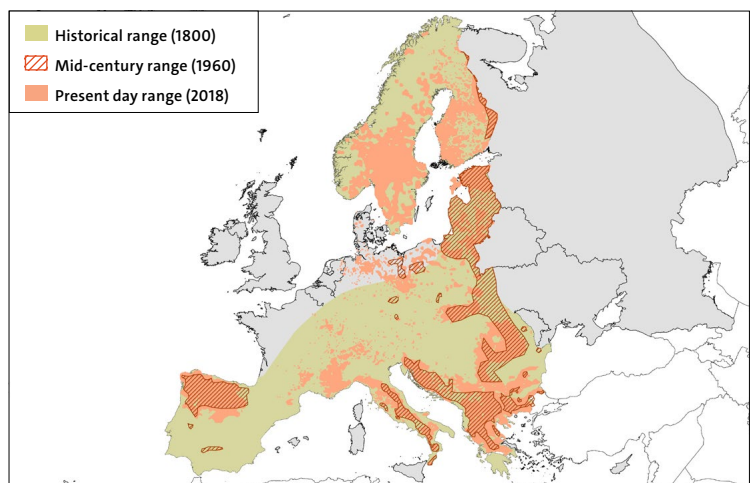 Historical range (1800)
Mid-century range (1960)
Present day range (2018)